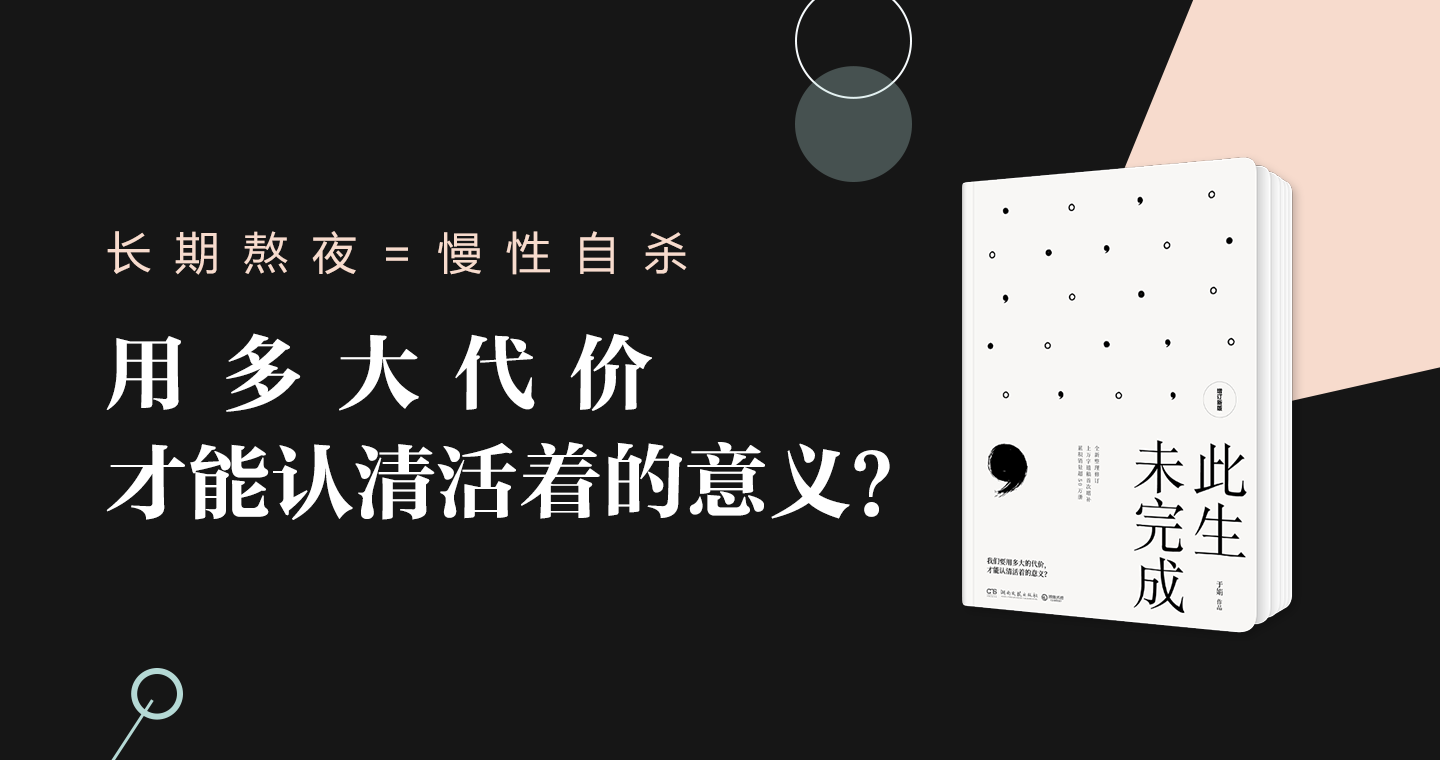 长期熬夜=慢性自杀
用多大代价
才能认清活着的意义?
增订新版
此生
未完成
于娟 作品
全新整理修订
我们要用多大的代价,
才能认清活着的意义?
湖南文艺出版社